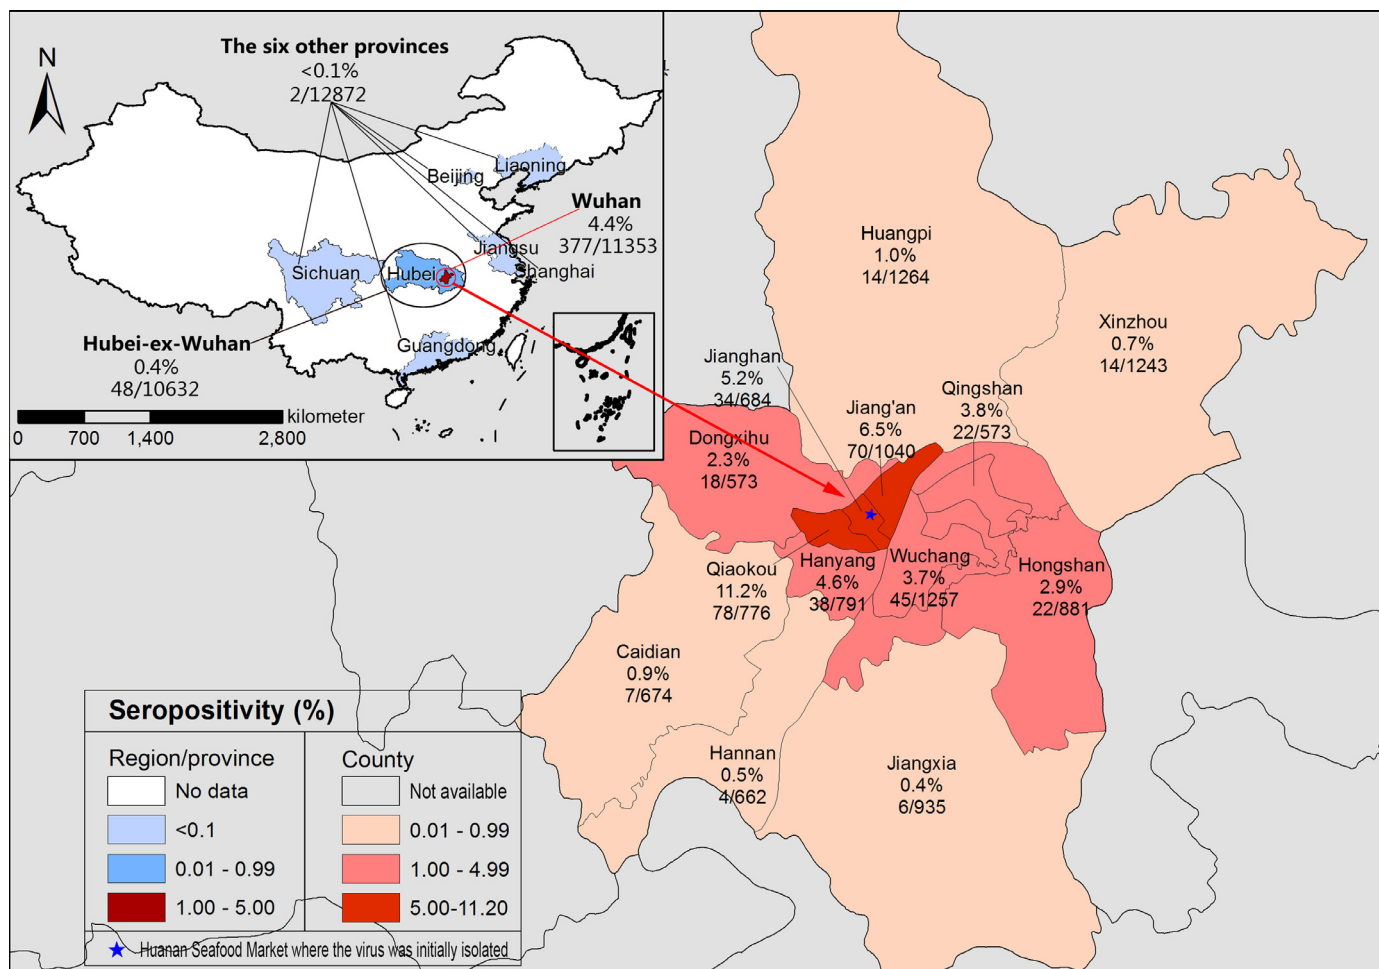 The six other provinces
<0.1%
2/12872
N
Liaoning
Beijing
Wuhan
4.4%
377/11353
Jiangsu
Shanghai
Sichuan
Hubei
Guangdong
Hubei-ex-Wuhan
0.4%
48/10632
kilometer
0 700 1,400 2,800
Huangpi
1.0%
14/1264
Xinzhou
0.7%
14/1243
Jianghan
5.2%
34/684
Jiang'an
6.5%
70/1040
Qingshan
3.8%
22/573
Dongxihu
2.3%
18/573
Qiaokou
11.2%
78/776
Hanyang
4.6%
38/791
Wuchang
3.7%
45/1257
Hongshan
2.9%
22/881
Caidian
0.9%
7/674
Hannan
0.5%
4/662
Jiangxia
0.4%
6/935
Seropositivity (%)
Region/province
No data
<0.1
0.01 - 0.99
1.00 - 5.00
County
Not available
0.01 - 0.99
1.00 - 4.99
5.00-11.20
Huanan Seafood Market where the virus was initially isolated